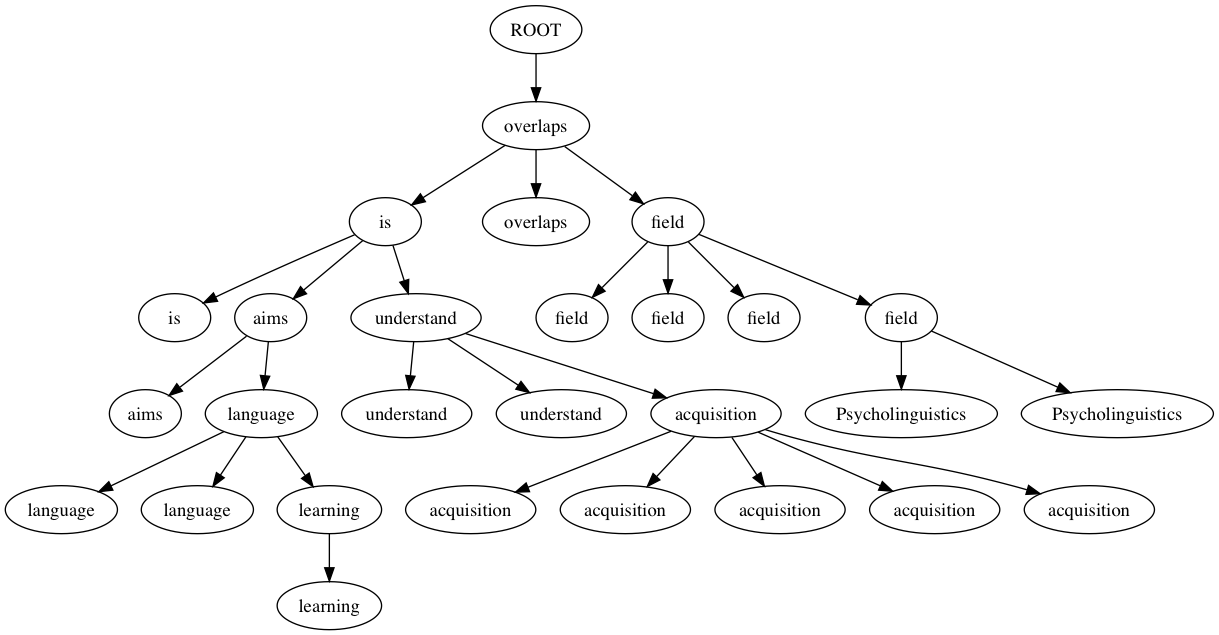 ROOT
overlaps
is overlaps field
is aims understand field field field field
aims language understand understand acquisition Psycholinguistics Psycholinguistics
language language learning acquisition acquisition acquisition acquisition acquisition
learning